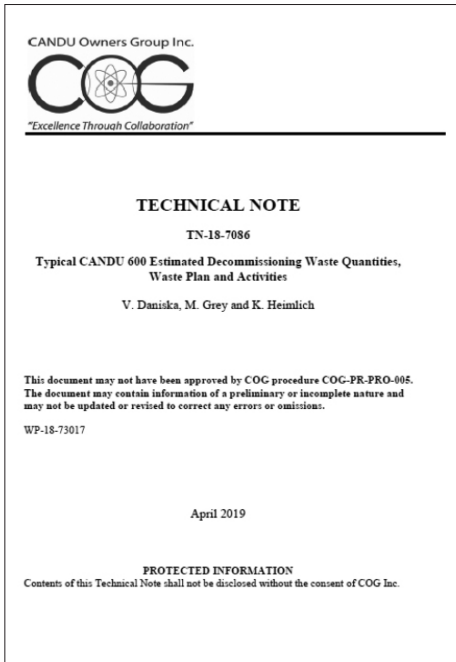 CANDU Owners Group Inc.
COG
"Excellence Through Collaboration"
TECHNICAL NOTE
TN-18-7086
Typical CANDU 600 Estimated Decommissioning Waste Quantities,
Waste Plan and Activities
V. Daniska, M. Grey and K. Heimlich
This document may not have been approved by COG procedure COG-PR-PRO-005.
The document may contain information of a preliminary or incomplete nature and
may not be updated or revised to correct any errors or omissions.
WP-18-73017
April 2019
PROTECTED INFORMATION
Contents of this Technical Note shall not be disclosed without the consent of COG Inc.